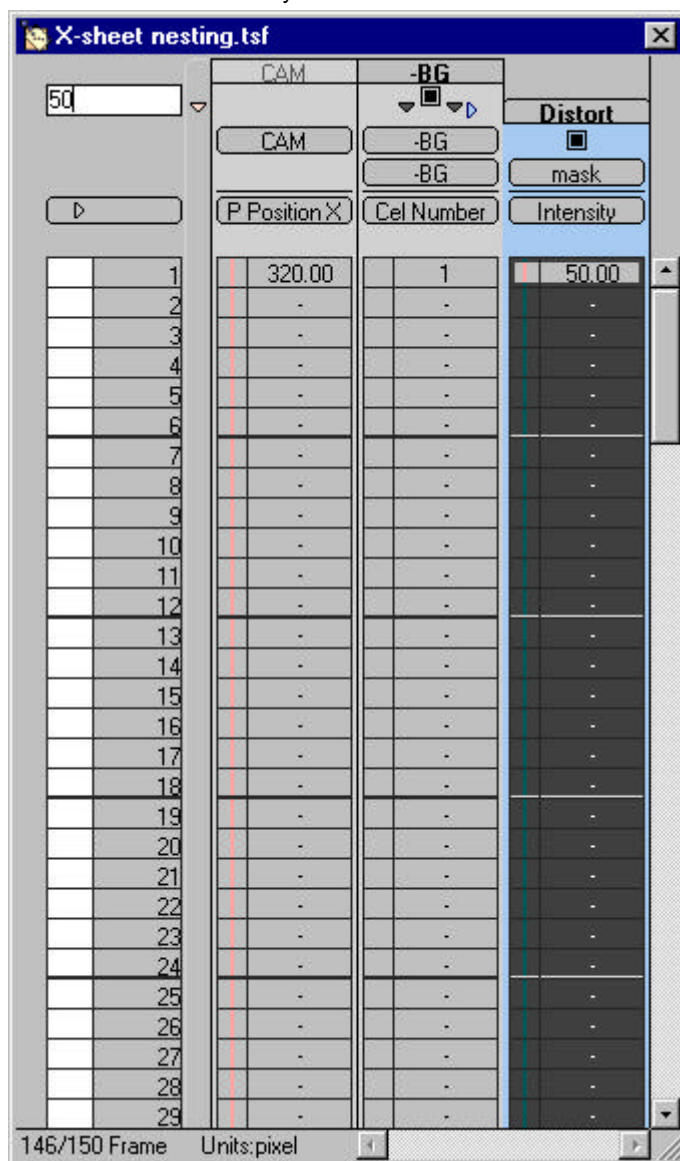 X-sheet nesting.tsf
CAM -BG
50
Distort
CAM -BG
-BG mask
P Position X Cel Number Intensity
1 320.00 1 50.00
2 - - -
3 - - -
4 - - -
5 - - -
6 - - -
7 - - -
8 - - -
9 - - -
10 - - -
11 - - -
12 - - -
13 - - -
14 - - -
15 - - -
16 - - -
17 - - -
18 - - -
19 - - -
20 - - -
21 - - -
22 - - -
23 - - -
24 - - -
25 - - -
26 - - -
27 - - -
28 - - -
29 - - -
146/150 Frame Units:pixel